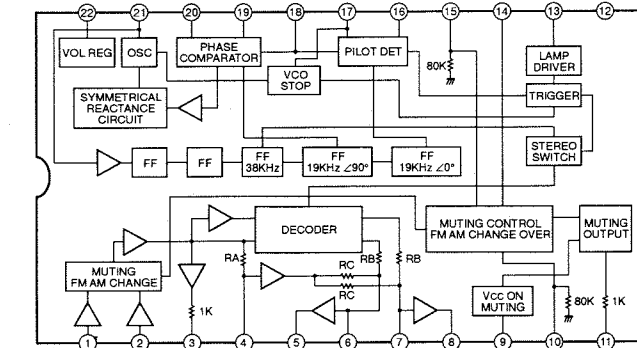 22 21 20 19 18 17 16 15 14 13 12
VOL REG
OSC
PHASE
COMPARATOR
PILOT DET
80K
LAMP
DRIVER
VCO
STOP
TRIGGER
SYMMETRICAL
REACTANCE
CIRCUIT
STEREO
SWITCH
FF
FF
FF
38KHz
FF
19KHz ∠90°
FF
19KHz ∠0°
DECODER
MUTING CONTROL
FM AM CHANGE OVER
MUTING
OUTPUT
MUTING
FM AM CHANGE
RA
RB
RB
RC
RC
1K
Vcc ON
MUTING
80K
1K
1 2 3 4 5 6 7 8 9 10 11